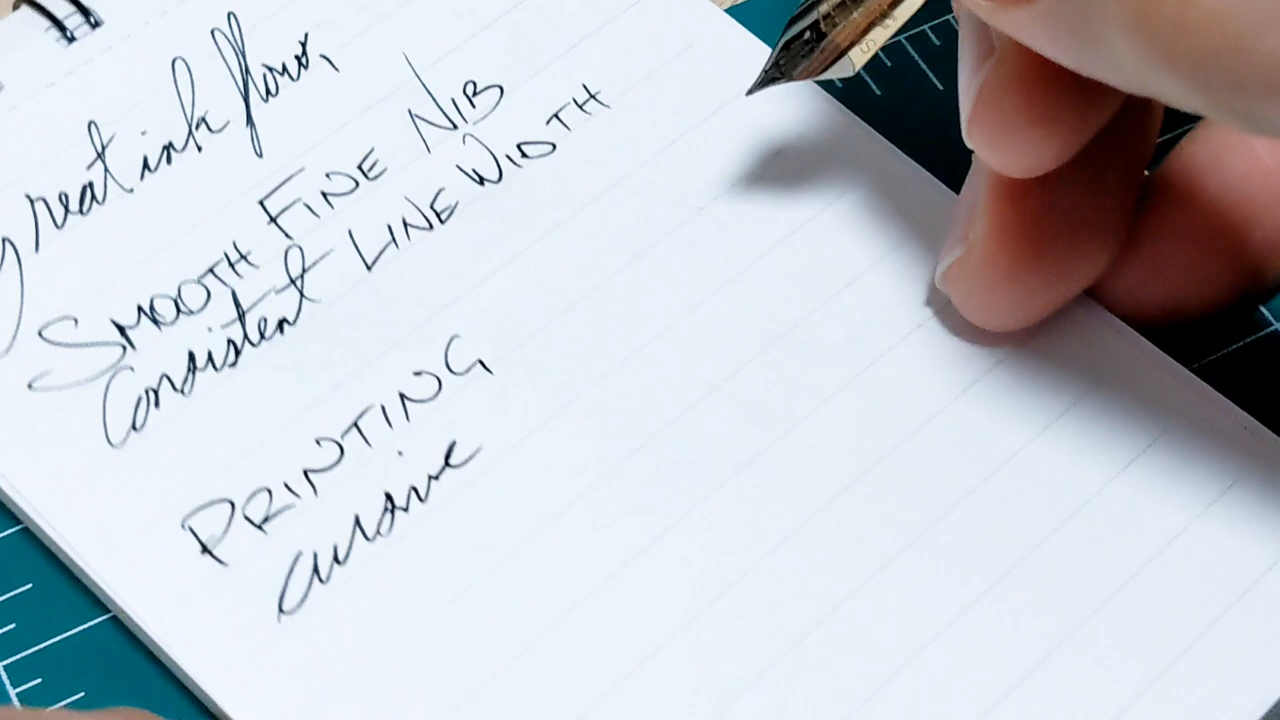 great ink flow,
SMOOTH FINE NIB
Consistent LINE WIDTH
PRINTING
cursive